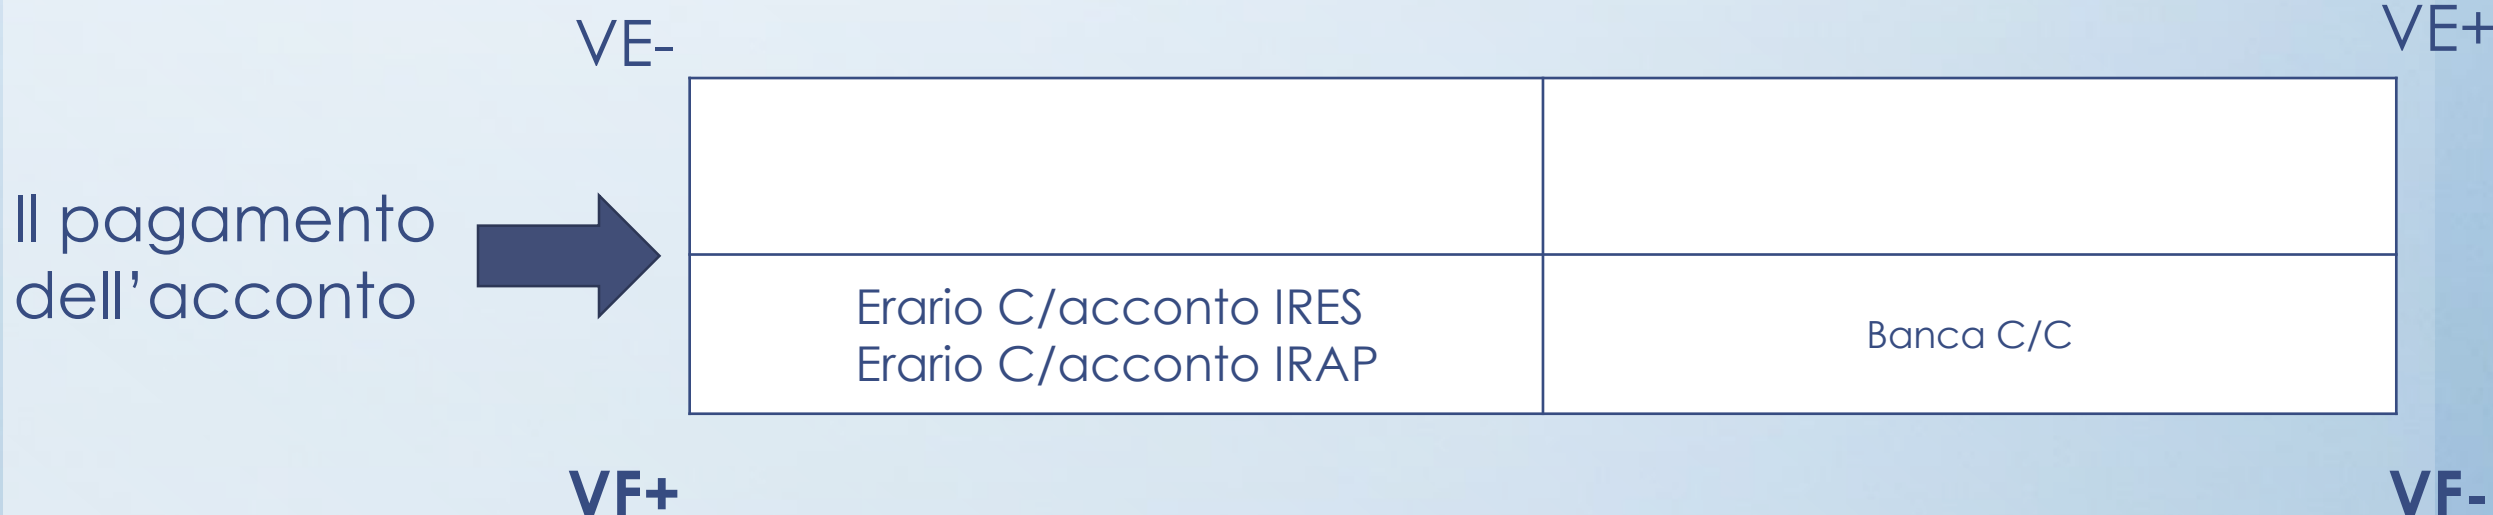 VE-
VE+
Il pagamento
dell'acconto
Erario C/acconto IRES
Erario C/acconto IRAP
Banca C/C
VF+
VF-